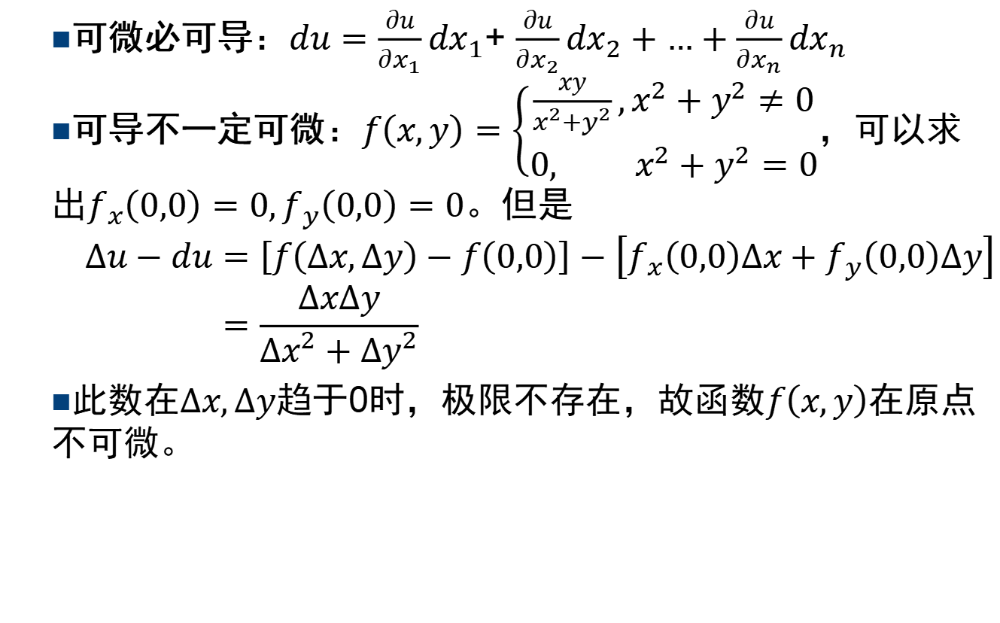 ■可微必可导：$du = \frac{\partial u}{\partial x_1} dx_1 + \frac{\partial u}{\partial x_2} dx_2 + \ldots + \frac{\partial u}{\partial x_n} dx_n$
■可导不一定可微：$f(x, y) = \begin{cases} \frac{xy}{x^2+y^2}, x^2 + y^2 \neq 0 \\ 0, \quad x^2 + y^2 = 0 \end{cases}$，可以求
出$f_x(0,0) = 0, f_y(0,0) = 0$。但是
$\Delta u - du = [f(\Delta x, \Delta y) - f(0,0)] - [f_x(0,0)\Delta x + f_y(0,0)\Delta y]$
$= \frac{\Delta x \Delta y}{\Delta x^2 + \Delta y^2}$
■此数在$\Delta x, \Delta y$趋于0时，极限不存在，故函数$f(x, y)$在原点
不可微。